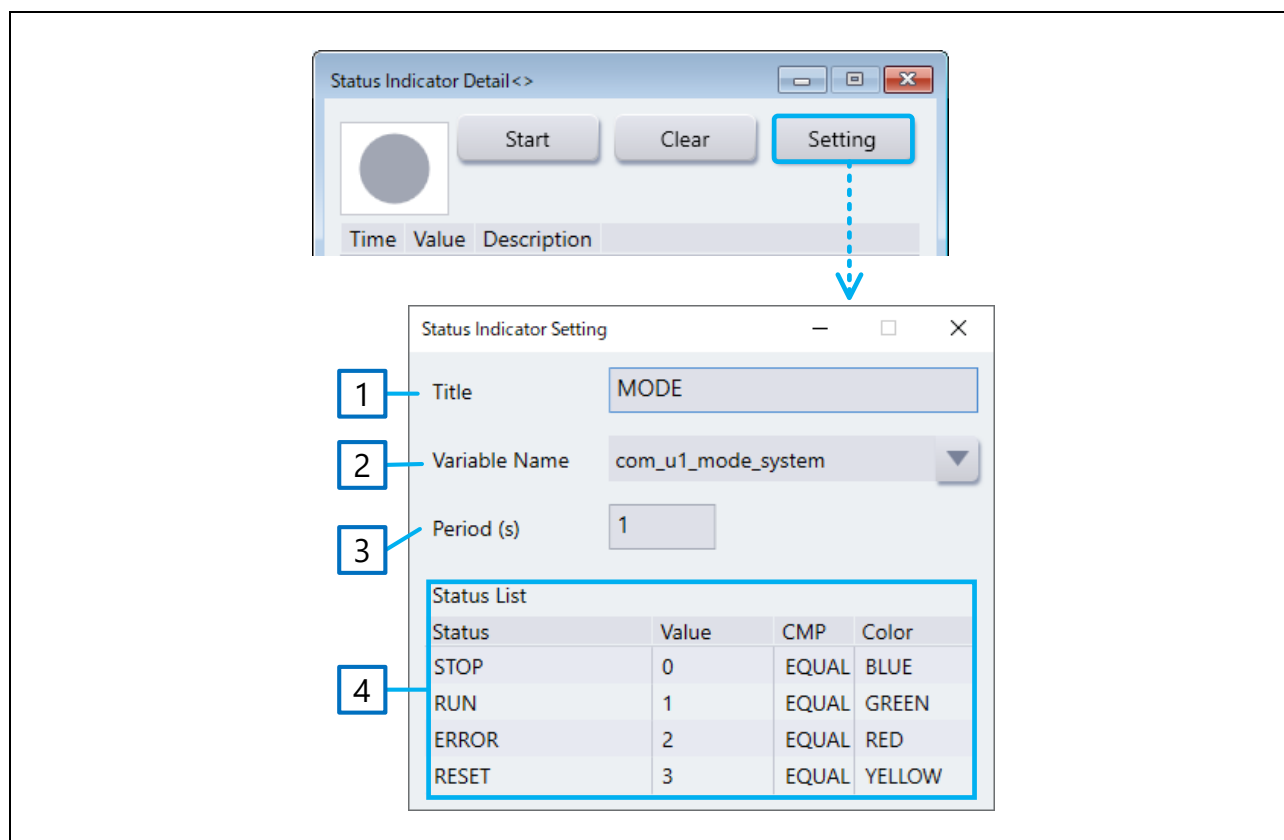 Status Indicator Detail<>
Start Clear Setting
Time Value Description
Status Indicator Setting
1 Title MODE
2 Variable Name com_u1_mode_system
3 Period (s) 1
Status List
Status Value CMP Color
STOP 0 EQUAL BLUE
4
RUN 1 EQUAL GREEN
ERROR 2 EQUAL RED
RESET 3 EQUAL YELLOW